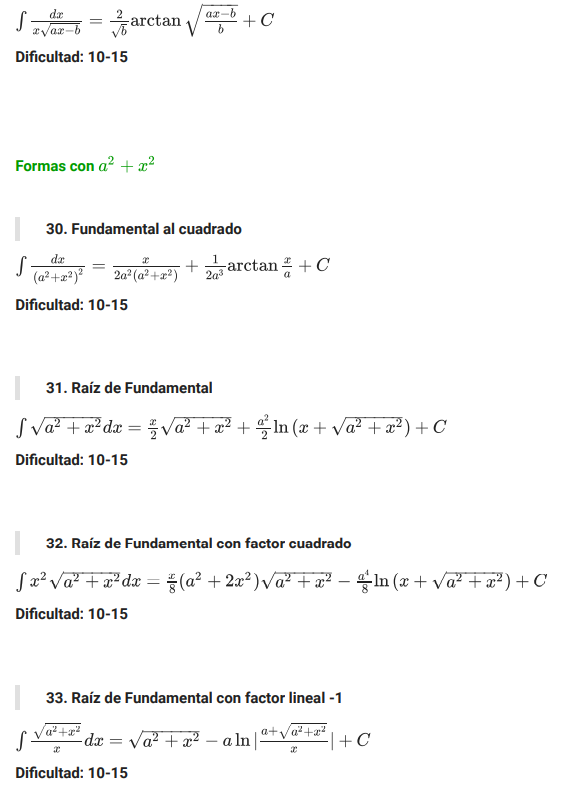 ∫ dx/(x√(ax−b)) = 2/√b arctan √((ax−b)/b) + C
Dificultad: 10-15
Formas con a² + x²
30. Fundamental al cuadrado
∫ dx/(a²+x²)² = x/(2a²(a²+x²)) + 1/(2a³) arctan x/a + C
Dificultad: 10-15
31. Raíz de Fundamental
∫ √(a² + x²)dx = x/2 √(a² + x²) + a²/2 ln (x + √(a² + x²)) + C
Dificultad: 10-15
32. Raíz de Fundamental con factor cuadrado
∫ x²√(a² + x²)dx = x/8 (a² + 2x²)√(a² + x²) − a⁴/8 ln (x + √(a² + x²)) + C
Dificultad: 10-15
33. Raíz de Fundamental con factor lineal -1
∫ √(a²+x²)/x dx = √(a² + x²) − a ln |(a+√(a²+x²))/x| + C
Dificultad: 10-15